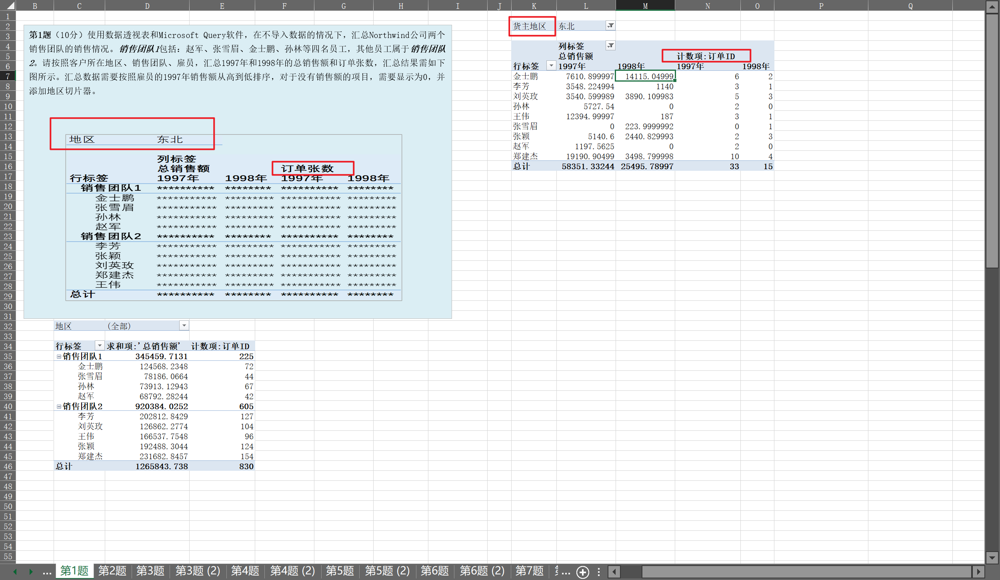 B C D E F G H I J K L M N O P Q
第1题（10分）使用数据透视表和Microsoft Query软件，在不导入数据的情况下，汇总Northwind公司两个
销售团队的销售情况。销售团队1包括：赵军、张雪眉、金士鹏、孙林等四名员工，其他员工属于销售团队
2。请按照客户所在地区、销售团队、雇员，汇总1997年和1998年的总销售额和订单张数，汇总结果需如下
图所示。汇总数据需要按照雇员的1997年销售额从高到低排序，对于没有销售额的项目，需要显示为0，并
添加地区切片器。
地区 东北
列标签
总销售额 订单张数
行标签 1997年 1998年 1997年 1998年
销售团队1 ********** ******** ********** ********
金士鹏 *********** ********* *********** *********
张雪眉 *********** ********* *********** *********
孙林 *********** ********* *********** *********
赵军 *********** ********* *********** *********
销售团队2 ********** ******** ********** ********
李芳 *********** ********* *********** *********
张颖 *********** ********* *********** *********
刘英玫 *********** ********* *********** *********
郑建杰 *********** ********* *********** *********
王伟 *********** ********* *********** *********
总计 ********** ******** ********** ********
货主地区 东北
列标签
总销售额 计数项:订单ID
行标签 1997年 1998年 1997年 1998年
金士鹏 7610.899997 14115.04999 6 2
李芳 3548.224994 1140 3 1
刘英玫 3540.599989 3890.109983 5 3
孙林 5727.54 0 2 0
王伟 12394.99997 187 3 1
张雪眉 0 223.9999992 0 1
张颖 5140.6 2440.829993 2 3
赵军 1197.5625 0 2 0
郑建杰 19190.90499 3498.799998 10 4
总计 58351.33244 25495.78997 33 15
地区 (全部)
行标签 求和项:'总销售额' 计数项:订单ID
销售团队1 345459.7131 225
金士鹏 124568.2348 72
张雪眉 78186.0664 44
孙林 73913.12943 67
赵军 68792.28244 42
销售团队2 920384.0252 605
李芳 202812.8429 127
刘英玫 126862.2774 104
王伟 166537.7548 96
张颖 192488.3044 124
郑建杰 231682.8457 154
总计 1265843.738 830
1
2
3
4
5
6
7
8
9
10
11
12
13
14
15
16
17
18
19
20
21
22
23
24
25
26
27
28
29
30
31
32
33
34
35
36
37
38
39
40
41
42
43
44
45
46
47
48
49
50
51
52
53
54
55
... 第1题 第2题 第3题 第3题 (2) 第4题 第4题 (2) 第5题 第5题 (2) 第6题 第6题 (2) 第7题 ...